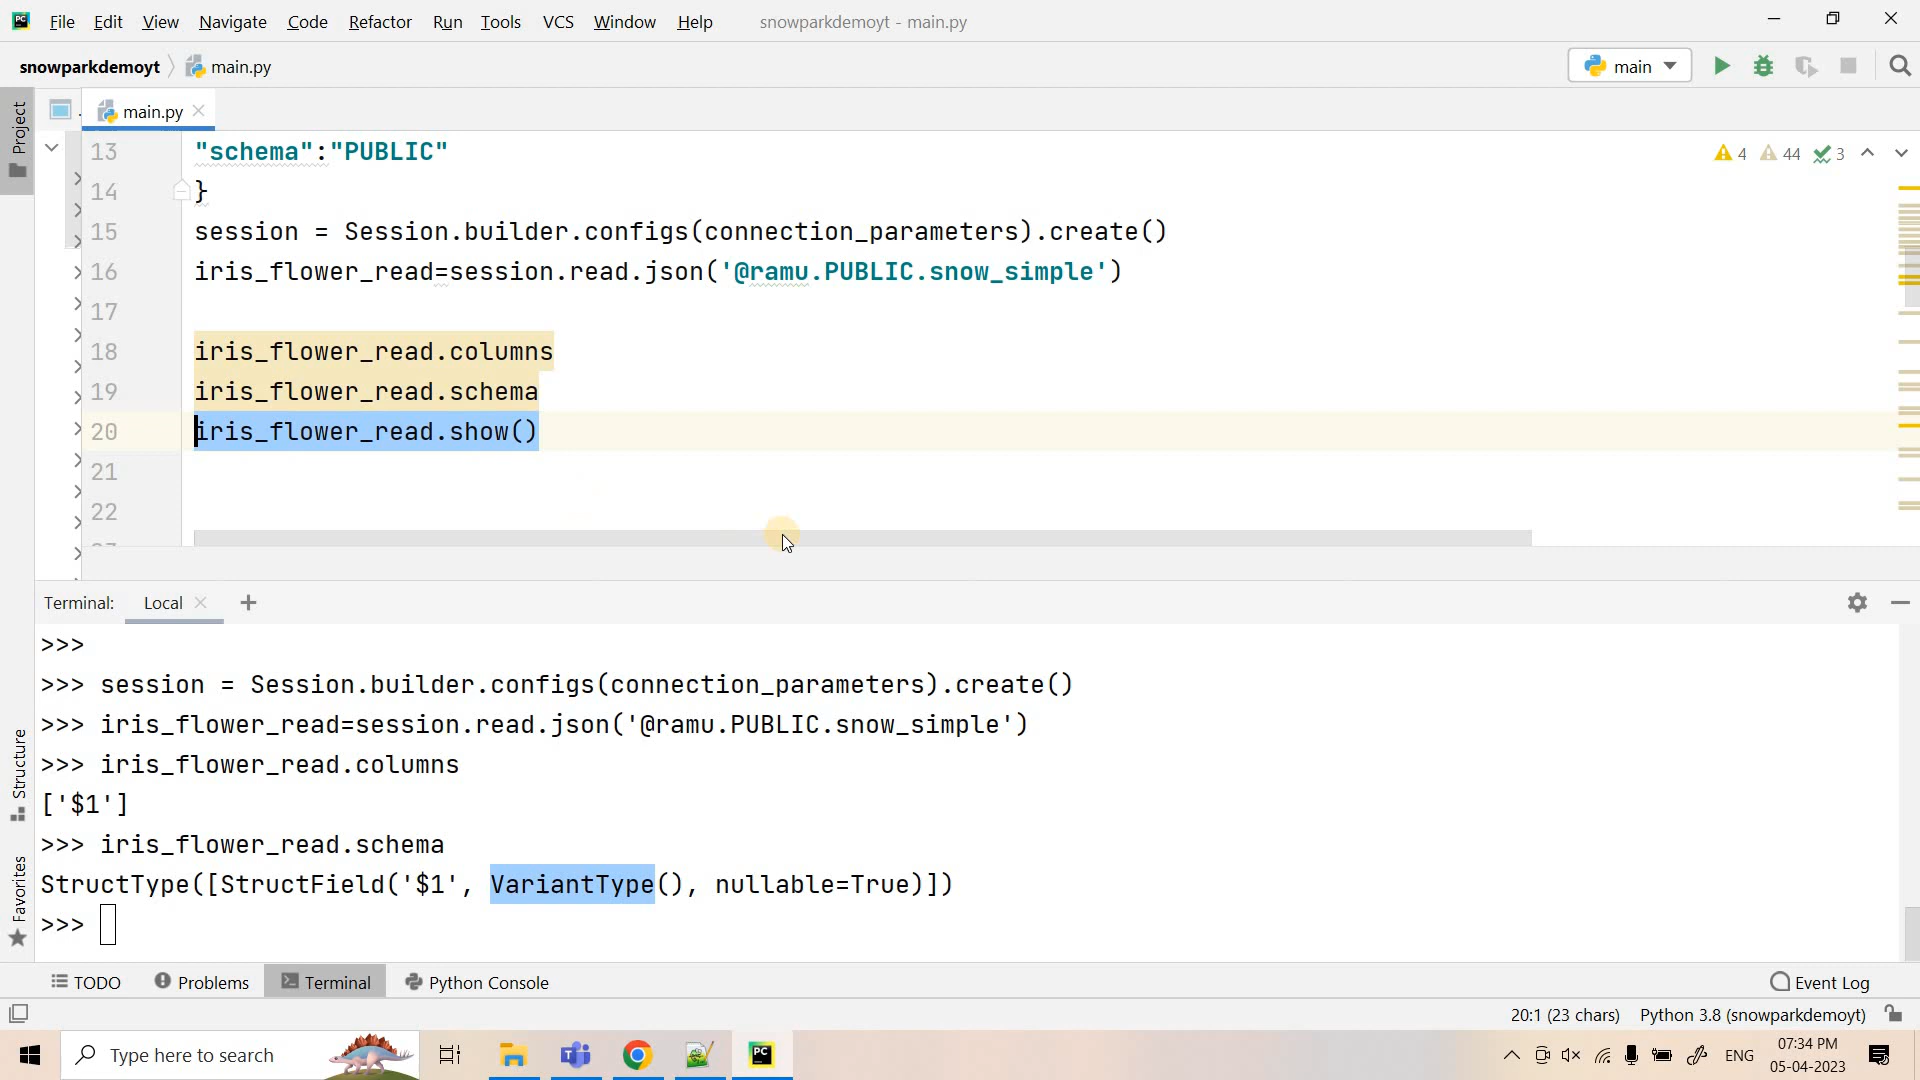 PC File Edit View Navigate Code Refactor Run Tools VCS Window Help snowparkdemoyt - main.py
snowparkdemoyt main.py main
Project
main.py
13 "schema":"PUBLIC"
4 44 3
14 }
15 session = Session.builder.configs(connection_parameters).create()
16 iris_flower_read=session.read.json('@ramu.PUBLIC.snow_simple')
17
18 iris_flower_read.columns
19 iris_flower_read.schema
20 iris_flower_read.show()
21
22
Terminal: Local
>>>
>>> session = Session.builder.configs(connection_parameters).create()
>>> iris_flower_read=session.read.json('@ramu.PUBLIC.snow_simple')
>>> iris_flower_read.columns
['$1']
>>> iris_flower_read.schema
StructType([StructField('$1', VariantType(), nullable=True)])
>>>
Structure
Favorites
TODO Problems Terminal Python Console Event Log
20:1 (23 chars) Python 3.8 (snowparkdemoyt)
Type here to search
PC
ENG
07:34 PM
05-04-2023